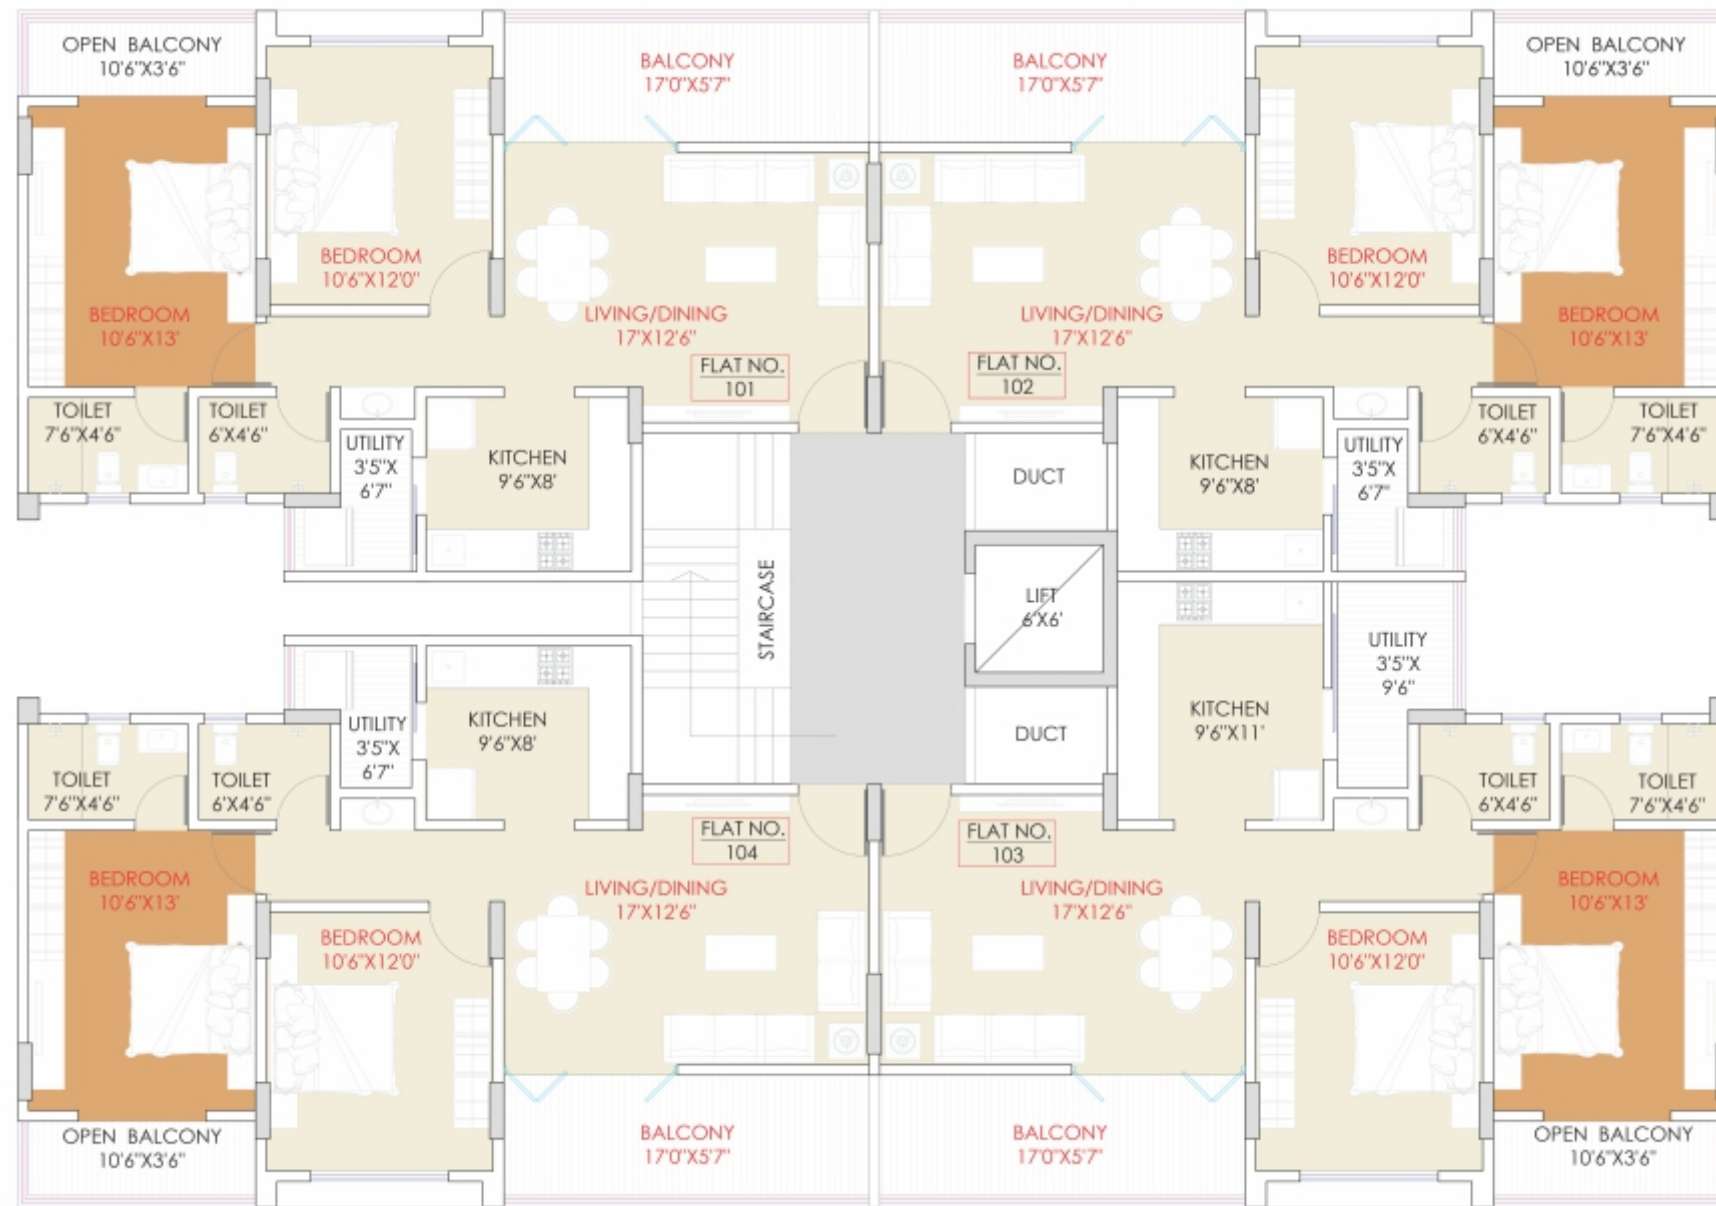 OPEN BALCONY
10'6"X3'6"
BALCONY
17'0"X5'7"
BALCONY
17'0"X5'7"
OPEN BALCONY
10'6"X3'6"
BEDROOM
10'6"X12'0"
BEDROOM
10'6"X12'0"
BEDROOM
10'6"X13'
LIVING/DINING
17'X12'6"
LIVING/DINING
17'X12'6"
BEDROOM
10'6"X13'
FLAT NO.
101
FLAT NO.
102
TOILET
7'6"X4'6"
TOILET
6'X4'6"
UTILITY
3'5"X
6'7"
KITCHEN
9'6"X8'
DUCT
KITCHEN
9'6"X8'
UTILITY
3'5"X
6'7"
TOILET
6'X4'6"
TOILET
7'6"X4'6"
STAIRCASE
LIFT
6'X6'
UTILITY
3'5"X
9'6"
UTILITY
3'5"X
6'7"
KITCHEN
9'6"X8'
DUCT
KITCHEN
9'6"X11'
TOILET
7'6"X4'6"
TOILET
6'X4'6"
TOILET
6'X4'6"
TOILET
7'6"X4'6"
FLAT NO.
104
FLAT NO.
103
BEDROOM
10'6"X13'
LIVING/DINING
17'X12'6"
LIVING/DINING
17'X12'6"
BEDROOM
10'6"X13'
BEDROOM
10'6"X12'0"
BEDROOM
10'6"X12'0"
OPEN BALCONY
10'6"X3'6"
BALCONY
17'0"X5'7"
BALCONY
17'0"X5'7"
OPEN BALCONY
10'6"X3'6"